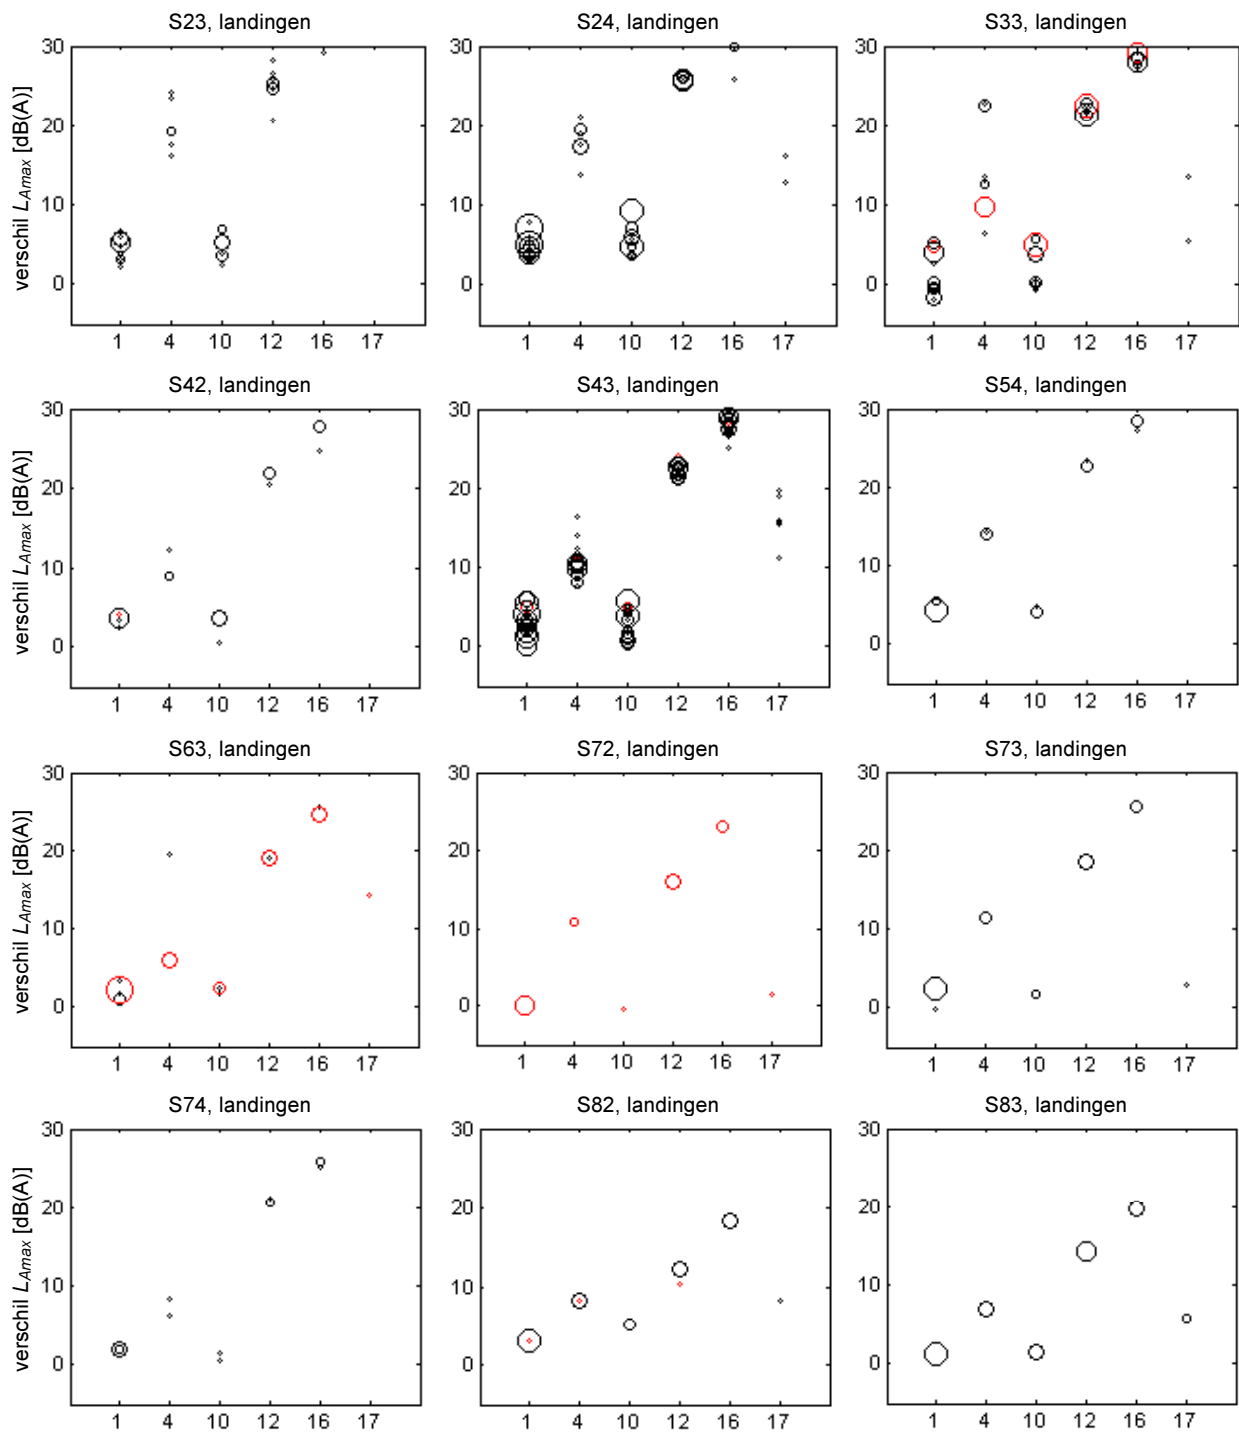 S23, landingen S24, landingen S33, landingen
verschil LAmax [dB(A)]
30 30 30
20 20 20
10 10 10
0 0 0
1 4 10 12 16 17 1 4 10 12 16 17 1 4 10 12 16 17
S42, landingen S43, landingen S54, landingen
verschil LAmax [dB(A)]
30 30 30
20 20 20
10 10 10
0 0 0
1 4 10 12 16 17 1 4 10 12 16 17 1 4 10 12 16 17
S63, landingen S72, landingen S73, landingen
verschil LAmax [dB(A)]
30 30 30
20 20 20
10 10 10
0 0 0
1 4 10 12 16 17 1 4 10 12 16 17 1 4 10 12 16 17
S74, landingen S82, landingen S83, landingen
verschil LAmax [dB(A)]
30 30 30
20 20 20
10 10 10
0 0 0
1 4 10 12 16 17 1 4 10 12 16 17 1 4 10 12 16 17